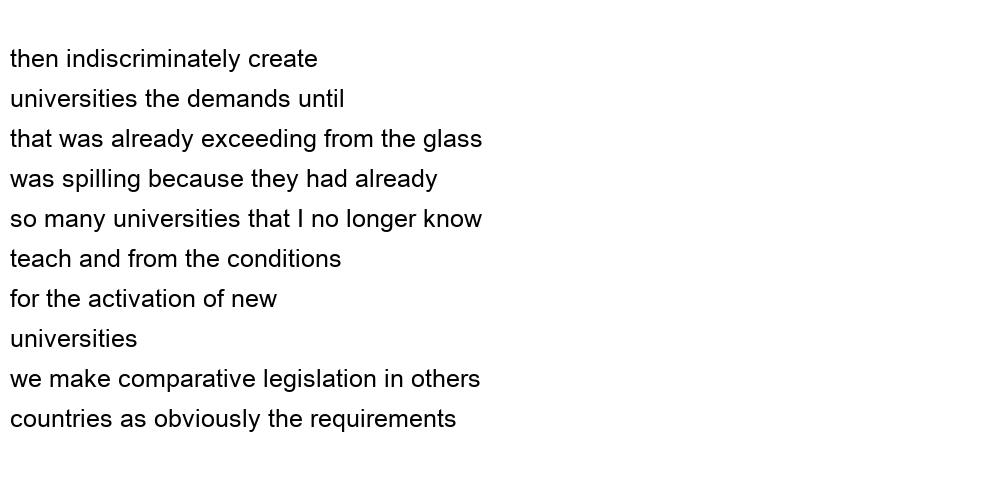 then indiscriminately create
universities the demands until
that was already exceeding from the glass
was spilling because they had already
so many universities that I no longer know
teach and from the conditions
for the activation of new
universities
we make comparative legislation in others
countries as obviously the requirements